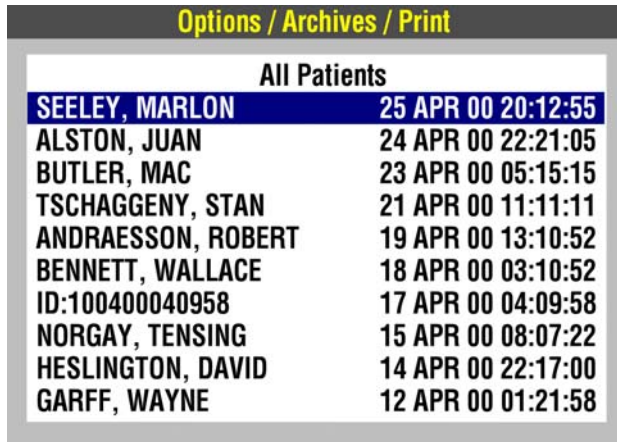 Options / Archives / Print
All Patients
SEELEY, MARLON 25 APR 00 20:12:55
ALSTON, JUAN 24 APR 00 22:21:05
BUTLER, MAC 23 APR 00 05:15:15
TSCHAGGENY, STAN 21 APR 00 11:11:11
ANDRAESSON, ROBERT 19 APR 00 13:10:52
BENNETT, WALLACE 18 APR 00 03:10:52
ID:100400040958 17 APR 00 04:09:58
NORGAY, TENSING 15 APR 00 08:07:22
HESLINGTON, DAVID 14 APR 00 22:17:00
GARFF, WAYNE 12 APR 00 01:21:58